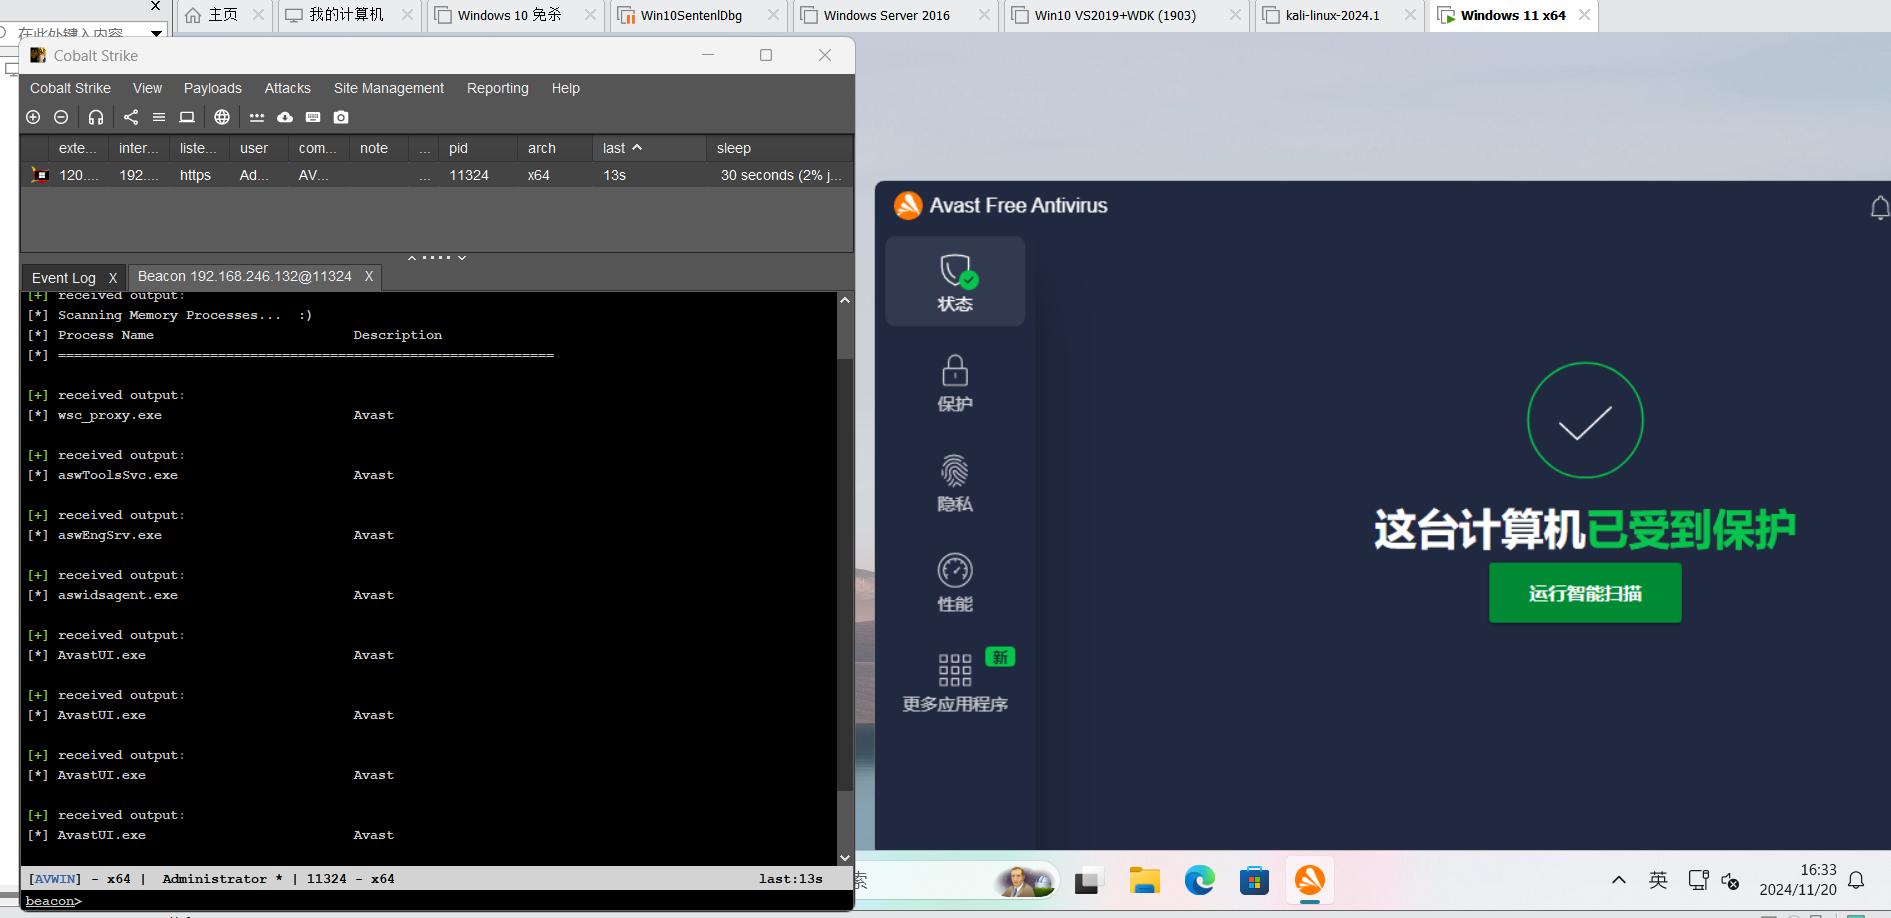 主页
我的计算机
Windows 10 免杀
Win10SentenlDbg
Windows Server 2016
Win10 VS2019+WDK (1903)
kali-linux-2024.1
Windows 11 x64
在此处键入内容
Cobalt Strike
Cobalt Strike View Payloads Attacks Site Management Reporting Help
exte... inter... liste... user com... note ... pid arch last sleep
120.... 192.... https Ad... AV... ... 11324 x64 13s 30 seconds (2% j...
Event Log X
Beacon 192.168.246.132@11324 X
[+] received output:
[*] Scanning Memory Processes... :)
[*] Process Name Description
[*] ==============================================================
[+] received output:
[*] wsc_proxy.exe Avast
[+] received output:
[*] aswToolsSvc.exe Avast
[+] received output:
[*] aswEngSrv.exe Avast
[+] received output:
[*] aswidsagent.exe Avast
[+] received output:
[*] AvastUI.exe Avast
[+] received output:
[*] AvastUI.exe Avast
[+] received output:
[*] AvastUI.exe Avast
[+] received output:
[*] AvastUI.exe Avast
[AVWIN] - x64 | Administrator * | 11324 - x64 last:13s
beacon>
Avast Free Antivirus
状态
保护
隐私
性能
新
更多应用程序
这台计算机已受到保护
运行智能扫描
索
英
16:33
2024/11/20